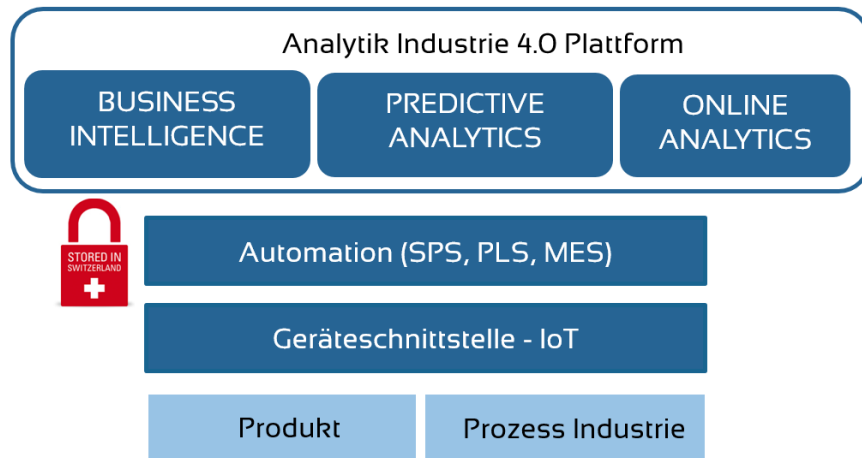 Analytik Industrie 4.0 Plattform
BUSINESS
INTELLIGENCE
PREDICTIVE
ANALYTICS
ONLINE
ANALYTICS
STORED IN
SWITZERLAND
Automation (SPS, PLS, MES)
Geräteschnittstelle - IoT
Produkt
Prozess Industrie